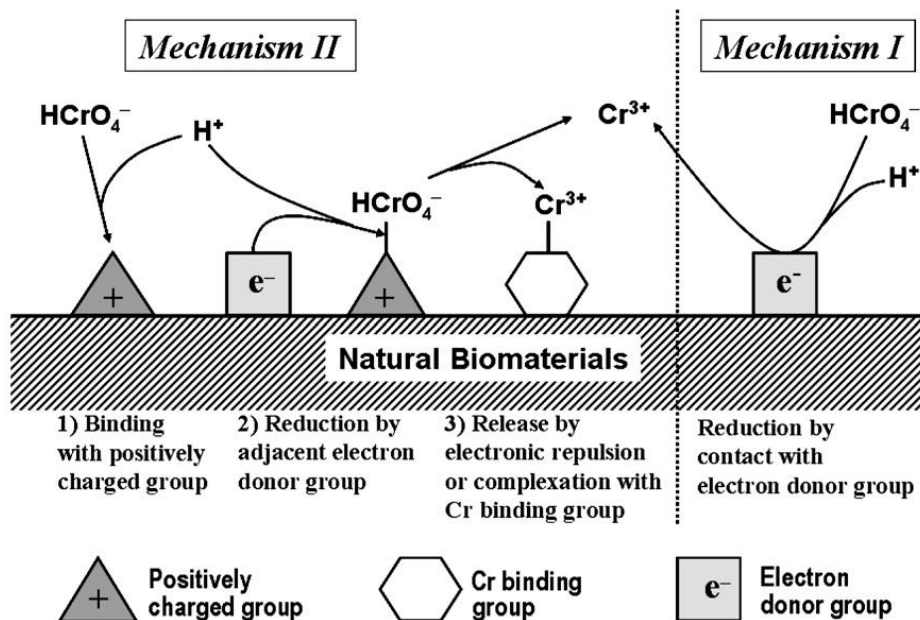 Mechanism II
Mechanism I
HCrO₄⁻
H⁺
HCrO₄⁻
Cr³⁺
Cr³⁺
HCrO₄⁻
H⁺
+
e⁻
+
e⁻
Natural Biomaterials
1) Binding
with positively
charged group
2) Reduction by
adjacent electron
donor group
3) Release by
electronic repulsion
or complexation with
Cr binding group
Reduction by
contact with
electron donor group
+
Positively
charged group
Cr binding
group
e⁻
Electron
donor group